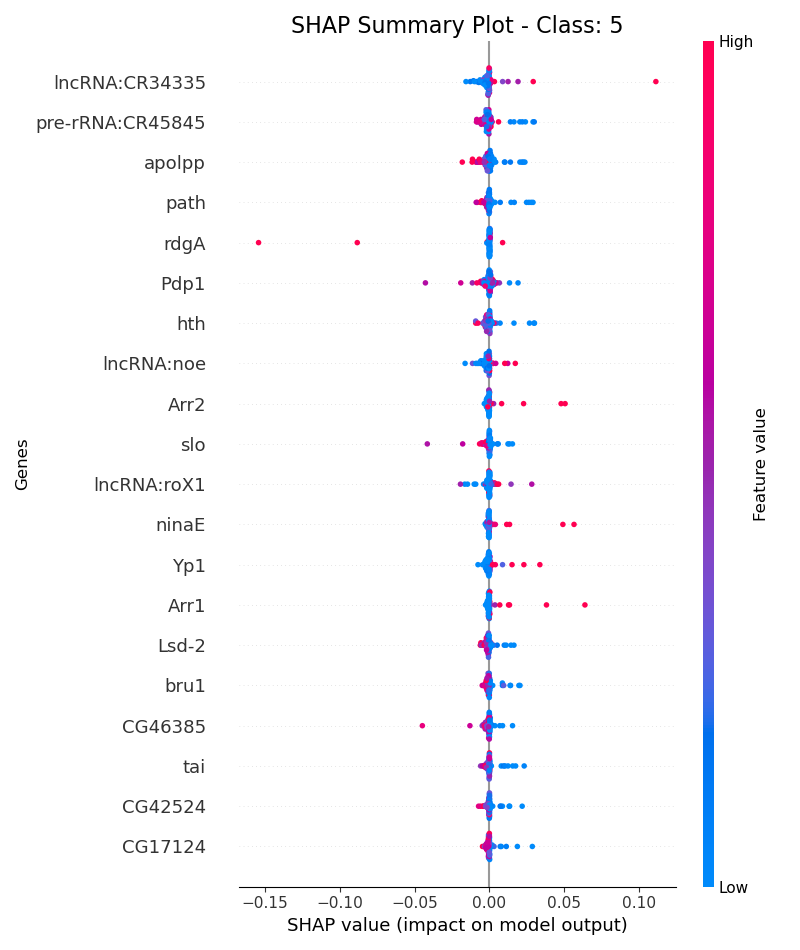 SHAP Summary Plot - Class: 5
High
lncRNA:CR34335
pre-rRNA:CR45845
apolpp
path
rdgA
Pdp1
hth
lncRNA:noe
Arr2
slo
lncRNA:roX1
ninaE
Yp1
Arr1
Lsd-2
bru1
CG46385
tai
CG42524
CG17124
Genes
Feature value
Low
−0.15 −0.10 −0.05 0.00 0.05 0.10
SHAP value (impact on model output)